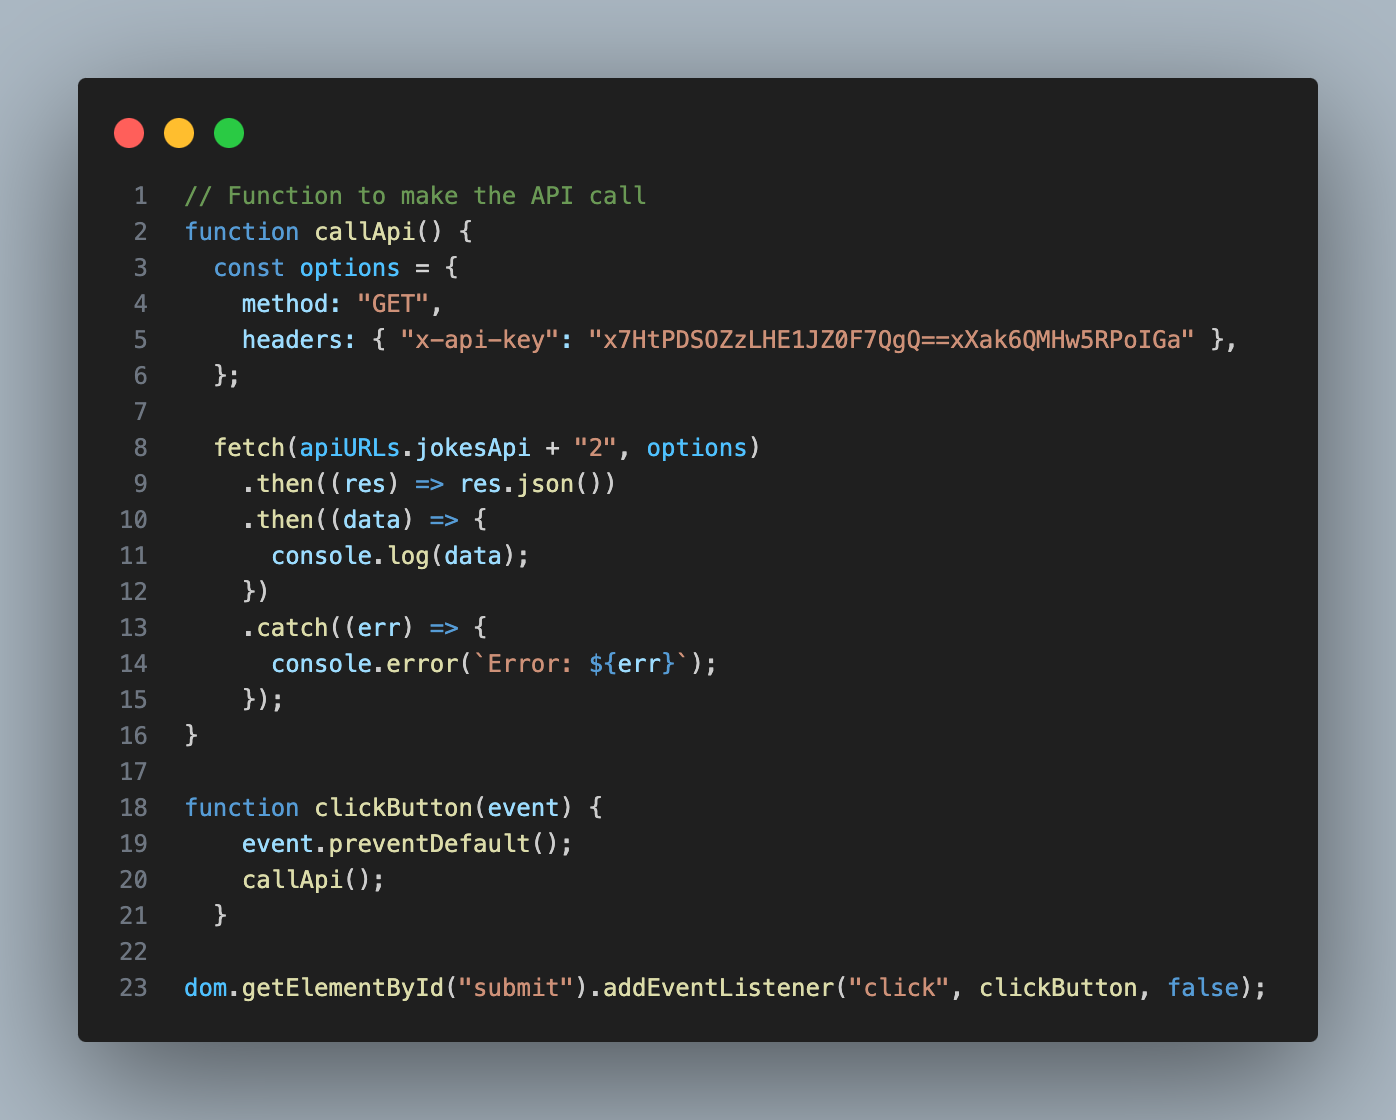 1 // Function to make the API call
2 function callApi() {
3   const options = {
4     method: "GET",
5     headers: { "x-api-key": "x7HtPDSOZzLHE1JZ0F7QgQ==xXak6QMHw5RPoIGa" },
6   };
7
8   fetch(apiURLs.jokesApi + "2", options)
9     .then((res) => res.json())
10     .then((data) => {
11       console.log(data);
12     })
13     .catch((err) => {
14       console.error(`Error: ${err}`);
15     });
16 }
17
18 function clickButton(event) {
19     event.preventDefault();
20     callApi();
21   }
22
23 dom.getElementById("submit").addEventListener("click", clickButton, false);